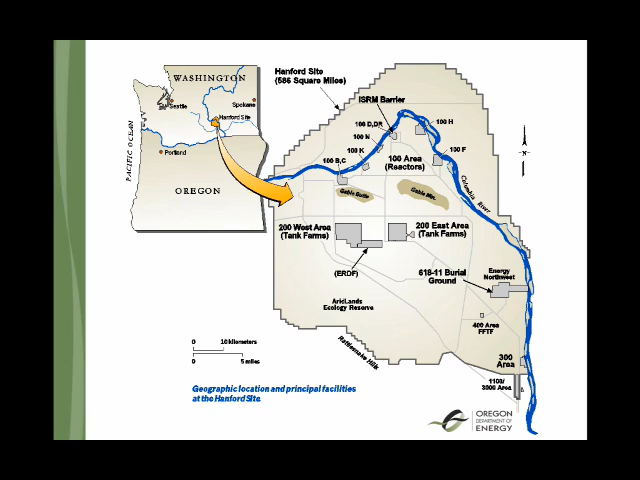 WASHINGTON
Seattle
Spokane
Hanford Site
PACIFIC OCEAN
Portland
OREGON
Hanford Site
(586 Square Miles)
ISRM Barrier
100 D,DR
100 H
100 N
100 K
100 B,C
100 F
100 Area
(Reactors)
Columbia River
Gable Butte
Gable Mtn.
N
200 West Area
(Tank Farms)
200 East Area
(Tank Farms)
(ERDF)
618-11 Burial
Ground
Energy
Northwest
Arid Lands
Ecology Reserve
400 Area
FFTF
Rattlesnake Hills
300
Area
1100/
3000 Area
0 10 kilometers
0 5 miles
Geographic location and principal facilities
at the Hanford Site
OREGON
DEPARTMENT OF
ENERGY